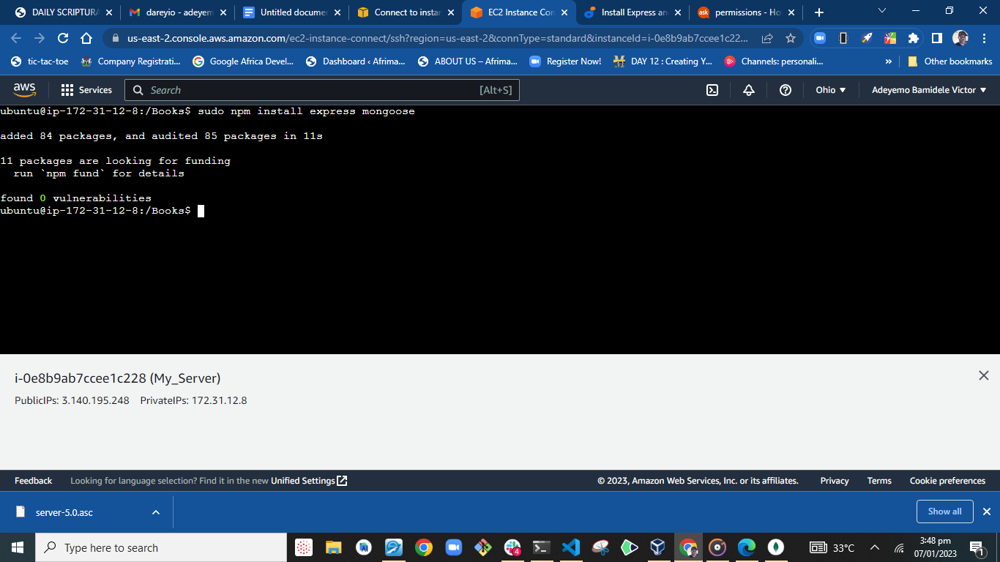 DAILY SCRIPTURA
dareyio - adeyem
Untitled docume
Connect to instan
EC2 Instance Con
Install Express an
permissions - Ho
us-east-2.console.aws.amazon.com/ec2-instance-connect/ssh?region=us-east-2&connType=standard&instanceId=i-0e8b9ab7ccee1c22...
tic-tac-toe
Company Registrati...
Google Africa Devel...
Dashboard ‹ Afrima...
ABOUT US – Afrima...
Register Now!
DAY 12 : Creating Y...
Channels: personali...
»
Other bookmarks
aws
Services
Search
[Alt+S]
Ohio
Adeyemo Bamidele Victor
ubuntu@ip-172-31-12-8:/Books$ sudo npm install express mongoose
added 84 packages, and audited 85 packages in 11s
11 packages are looking for funding
run `npm fund` for details
found 0 vulnerabilities
ubuntu@ip-172-31-12-8:/Books$
i-0e8b9ab7ccee1c228 (My_Server)
PublicIPs: 3.140.195.248 PrivateIPs: 172.31.12.8
Feedback
Looking for language selection? Find it in the new Unified Settings
© 2023, Amazon Web Services, Inc. or its affiliates.
Privacy
Terms
Cookie preferences
server-5.0.asc
Show all
Type here to search
4
33°C
3:48 pm
07/01/2023
1